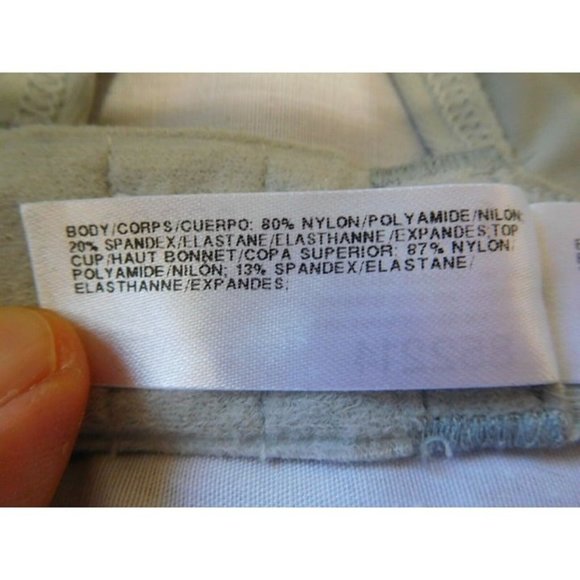 BODY/CORPS/CUERPO: 80% NYLON/POLYAMIDE/NILON;
20% SPANDEX/ELASTANE/ELASTHANNE/EXPANDES;TOP
CUP/HAUT BONNET/COPA SUPERIOR: 87% NYLON/
POLYAMIDE/NILON; 13% SPANDEX/ELASTANE/
ELASTHANNE/EXPANDES;